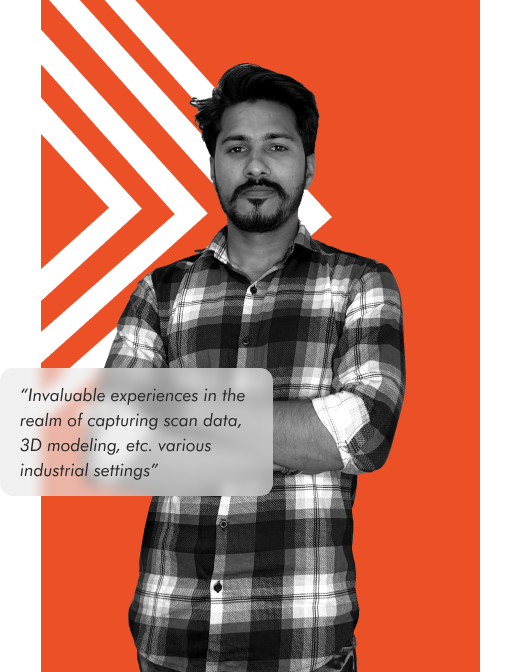 “Invaluable experiences in the
realm of capturing scan data,
3D modeling, etc. various
industrial settings”